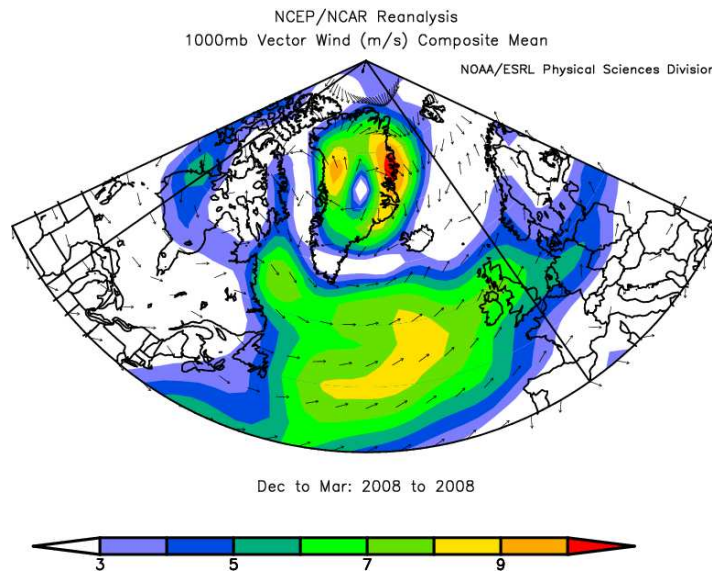 NCEP/NCAR Reanalysis
1000mb Vector Wind (m/s) Composite Mean
NOAA/ESRL Physical Sciences Division
Dec to Mar: 2008 to 2008
3 5 7 9